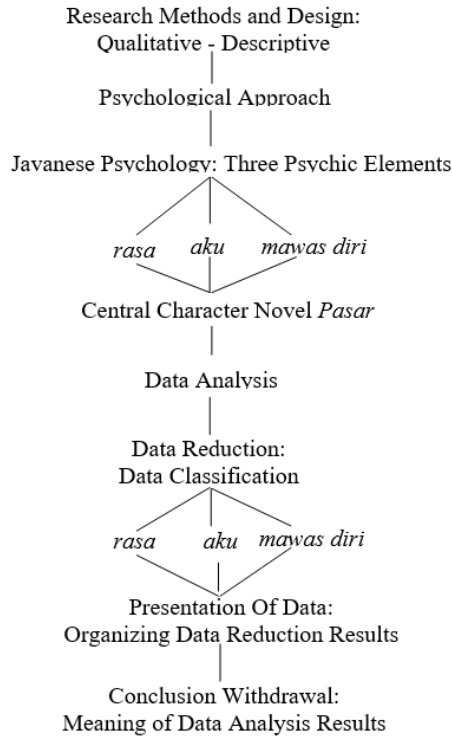 Research Methods and Design:
Qualitative - Descriptive
Psychological Approach
Javanese Psychology: Three Psychic Elements
rasa aku mawas diri
Central Character Novel Pasar
Data Analysis
Data Reduction:
Data Classification
rasa aku mawas diri
Presentation Of Data:
Organizing Data Reduction Results
Conclusion Withdrawal:
Meaning of Data Analysis Results